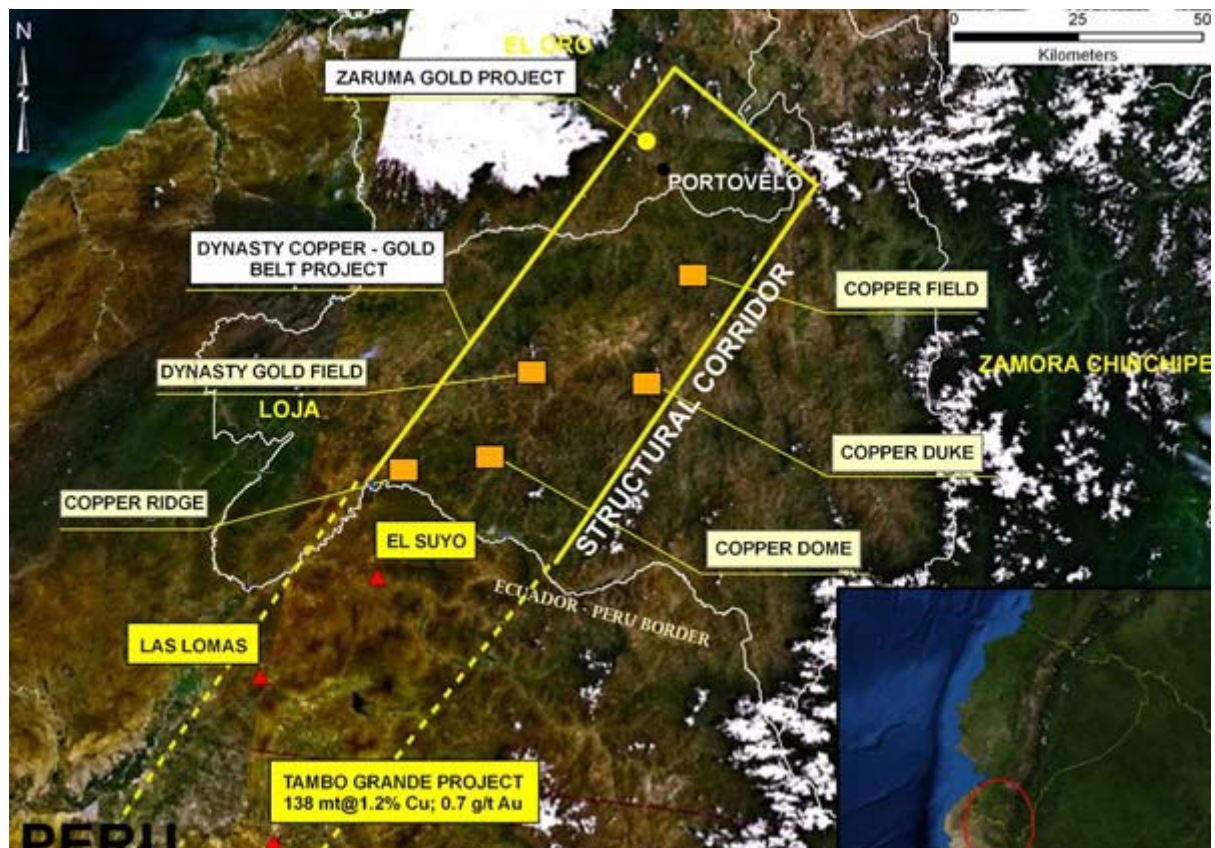 N
0 25 50
Kilometers
EL ORO
ZARUMA GOLD PROJECT
PORTOVELO
DYNASTY COPPER - GOLD
BELT PROJECT
COPPER FIELD
ZAMORA CHINCHIPE
DYNASTY GOLD FIELD
LOJA
STRUCTURAL CORRIDOR
COPPER DUKE
COPPER RIDGE
EL SUYO
COPPER DOME
ECUADOR - PERU BORDER
LAS LOMAS
TAMBO GRANDE PROJECT
138 mt@1.2% Cu; 0.7 g/t Au
PERU